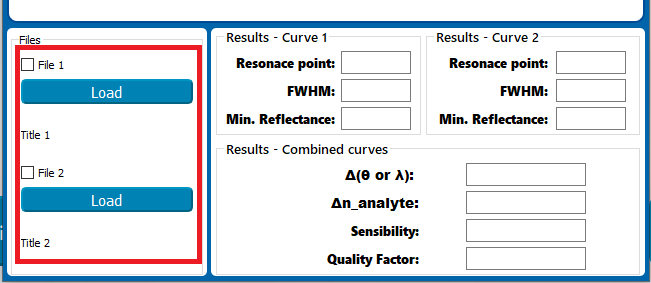 Files
File 1
Load
Title 1
File 2
Load
Title 2
Results - Curve 1
Resonace point:
FWHM:
Min. Reflectance:
Results - Curve 2
Resonace point:
FWHM:
Min. Reflectance:
Results - Combined curves
Δ(θ or λ):
Δn_analyte:
Sensibility:
Quality Factor: